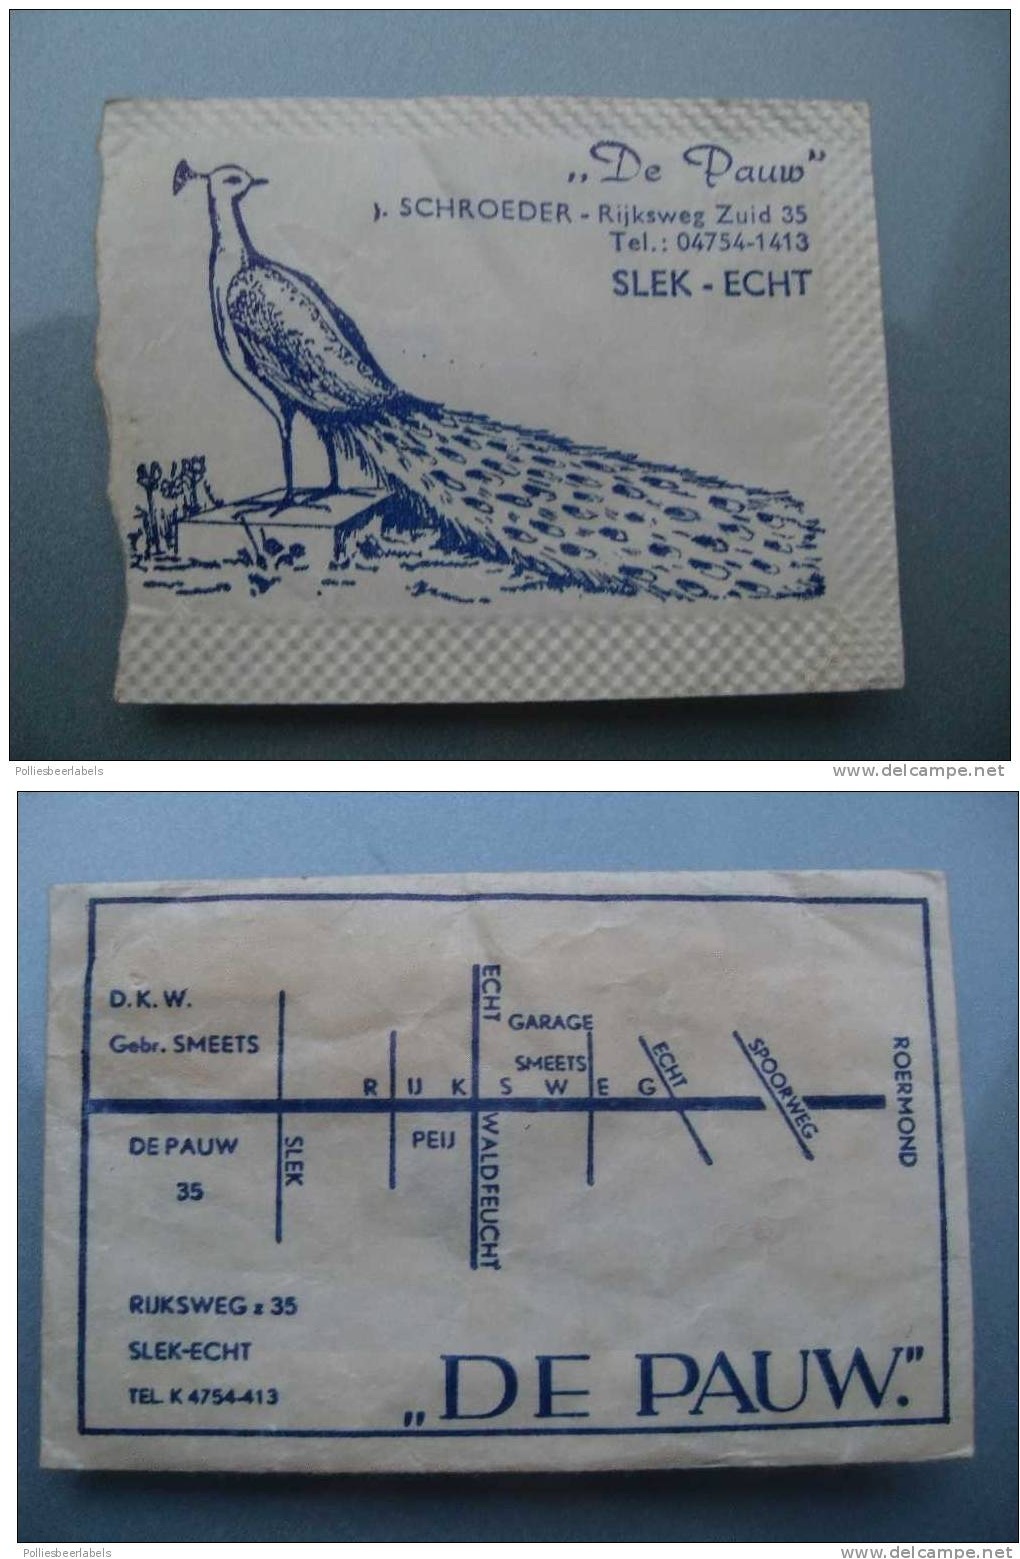 „De Pauw”
J. SCHROEDER - Rijksweg Zuid 35
Tel.: 04754-1413
SLEK - ECHT
Polliesbeerlabels
www.delcampe.net
D.K.W.
Gebr. SMEETS
ECHT
GARAGE
SMEETS
ECHT
SPOORWEG
ROERMOND
RIJKSWEG
DE PAUW
35
SLEK
PEIJ
WALDFEUCHT
RIJKSWEG z 35
SLEK-ECHT
TEL. K 4754-413
„DE PAUW.”
Polliesbeerlabels
www.delcampe.net